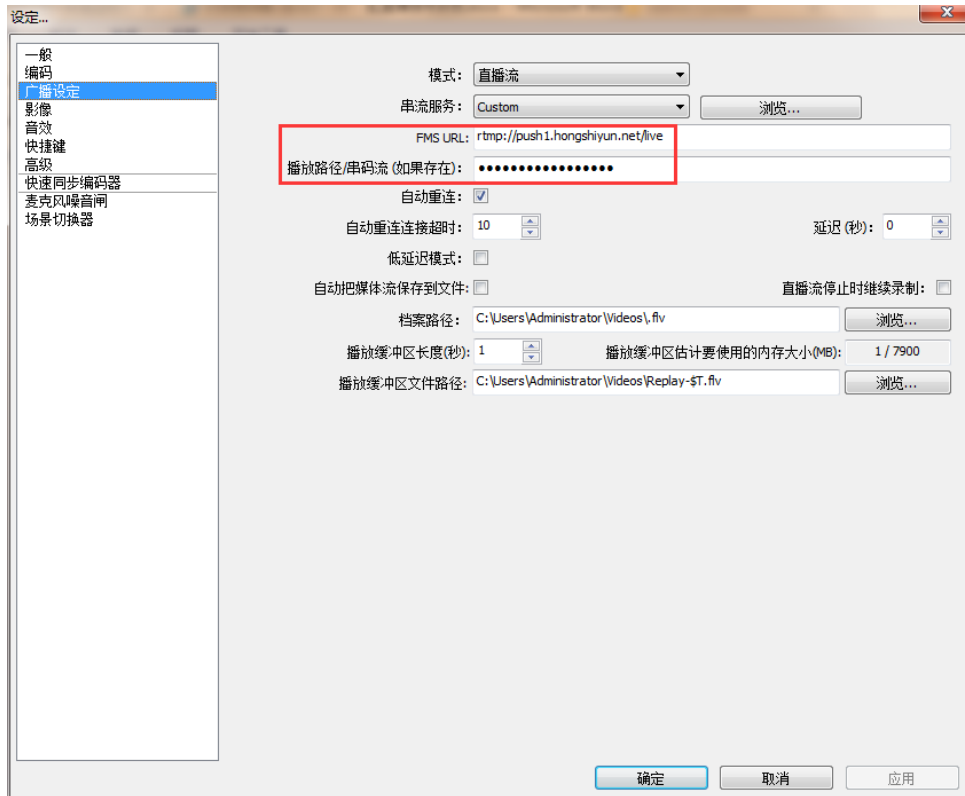 设定...
一般
编码
广播设定
影像
音效
快捷键
高级
快速同步编码器
麦克风噪音闸
场景切换器
模式： 直播流
串流服务： Custom 浏览...
FMS URL: rtmp://push1.hongshiyun.net/live
播放路径/串码流 (如果存在)： ●●●●●●●●●●●●●●●●●
自动重连：
自动重连连接超时： 10 延迟 (秒)： 0
低延迟模式：
自动把媒体流保存到文件: 直播流停止时继续录制：
档案路径： C:\Users\Administrator\Videos\.flv 浏览...
播放缓冲区长度(秒): 1 播放缓冲区估计要使用的内存大小(MB): 1 / 7900
播放缓冲区文件路径: C:\Users\Administrator\Videos\Replay-$T.flv 浏览...
确定 取消 应用